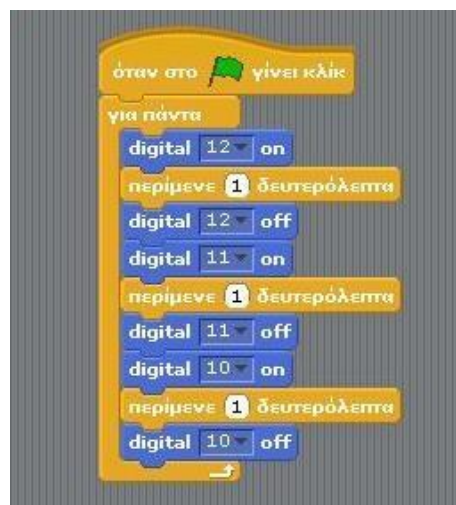 όταν στο γίνει κλικ
για πάντα
digital 12 on
περίμενε 1 δευτερόλεπτα
digital 12 off
digital 11 on
περίμενε 1 δευτερόλεπτα
digital 11 off
digital 10 on
περίμενε 1 δευτερόλεπτα
digital 10 off